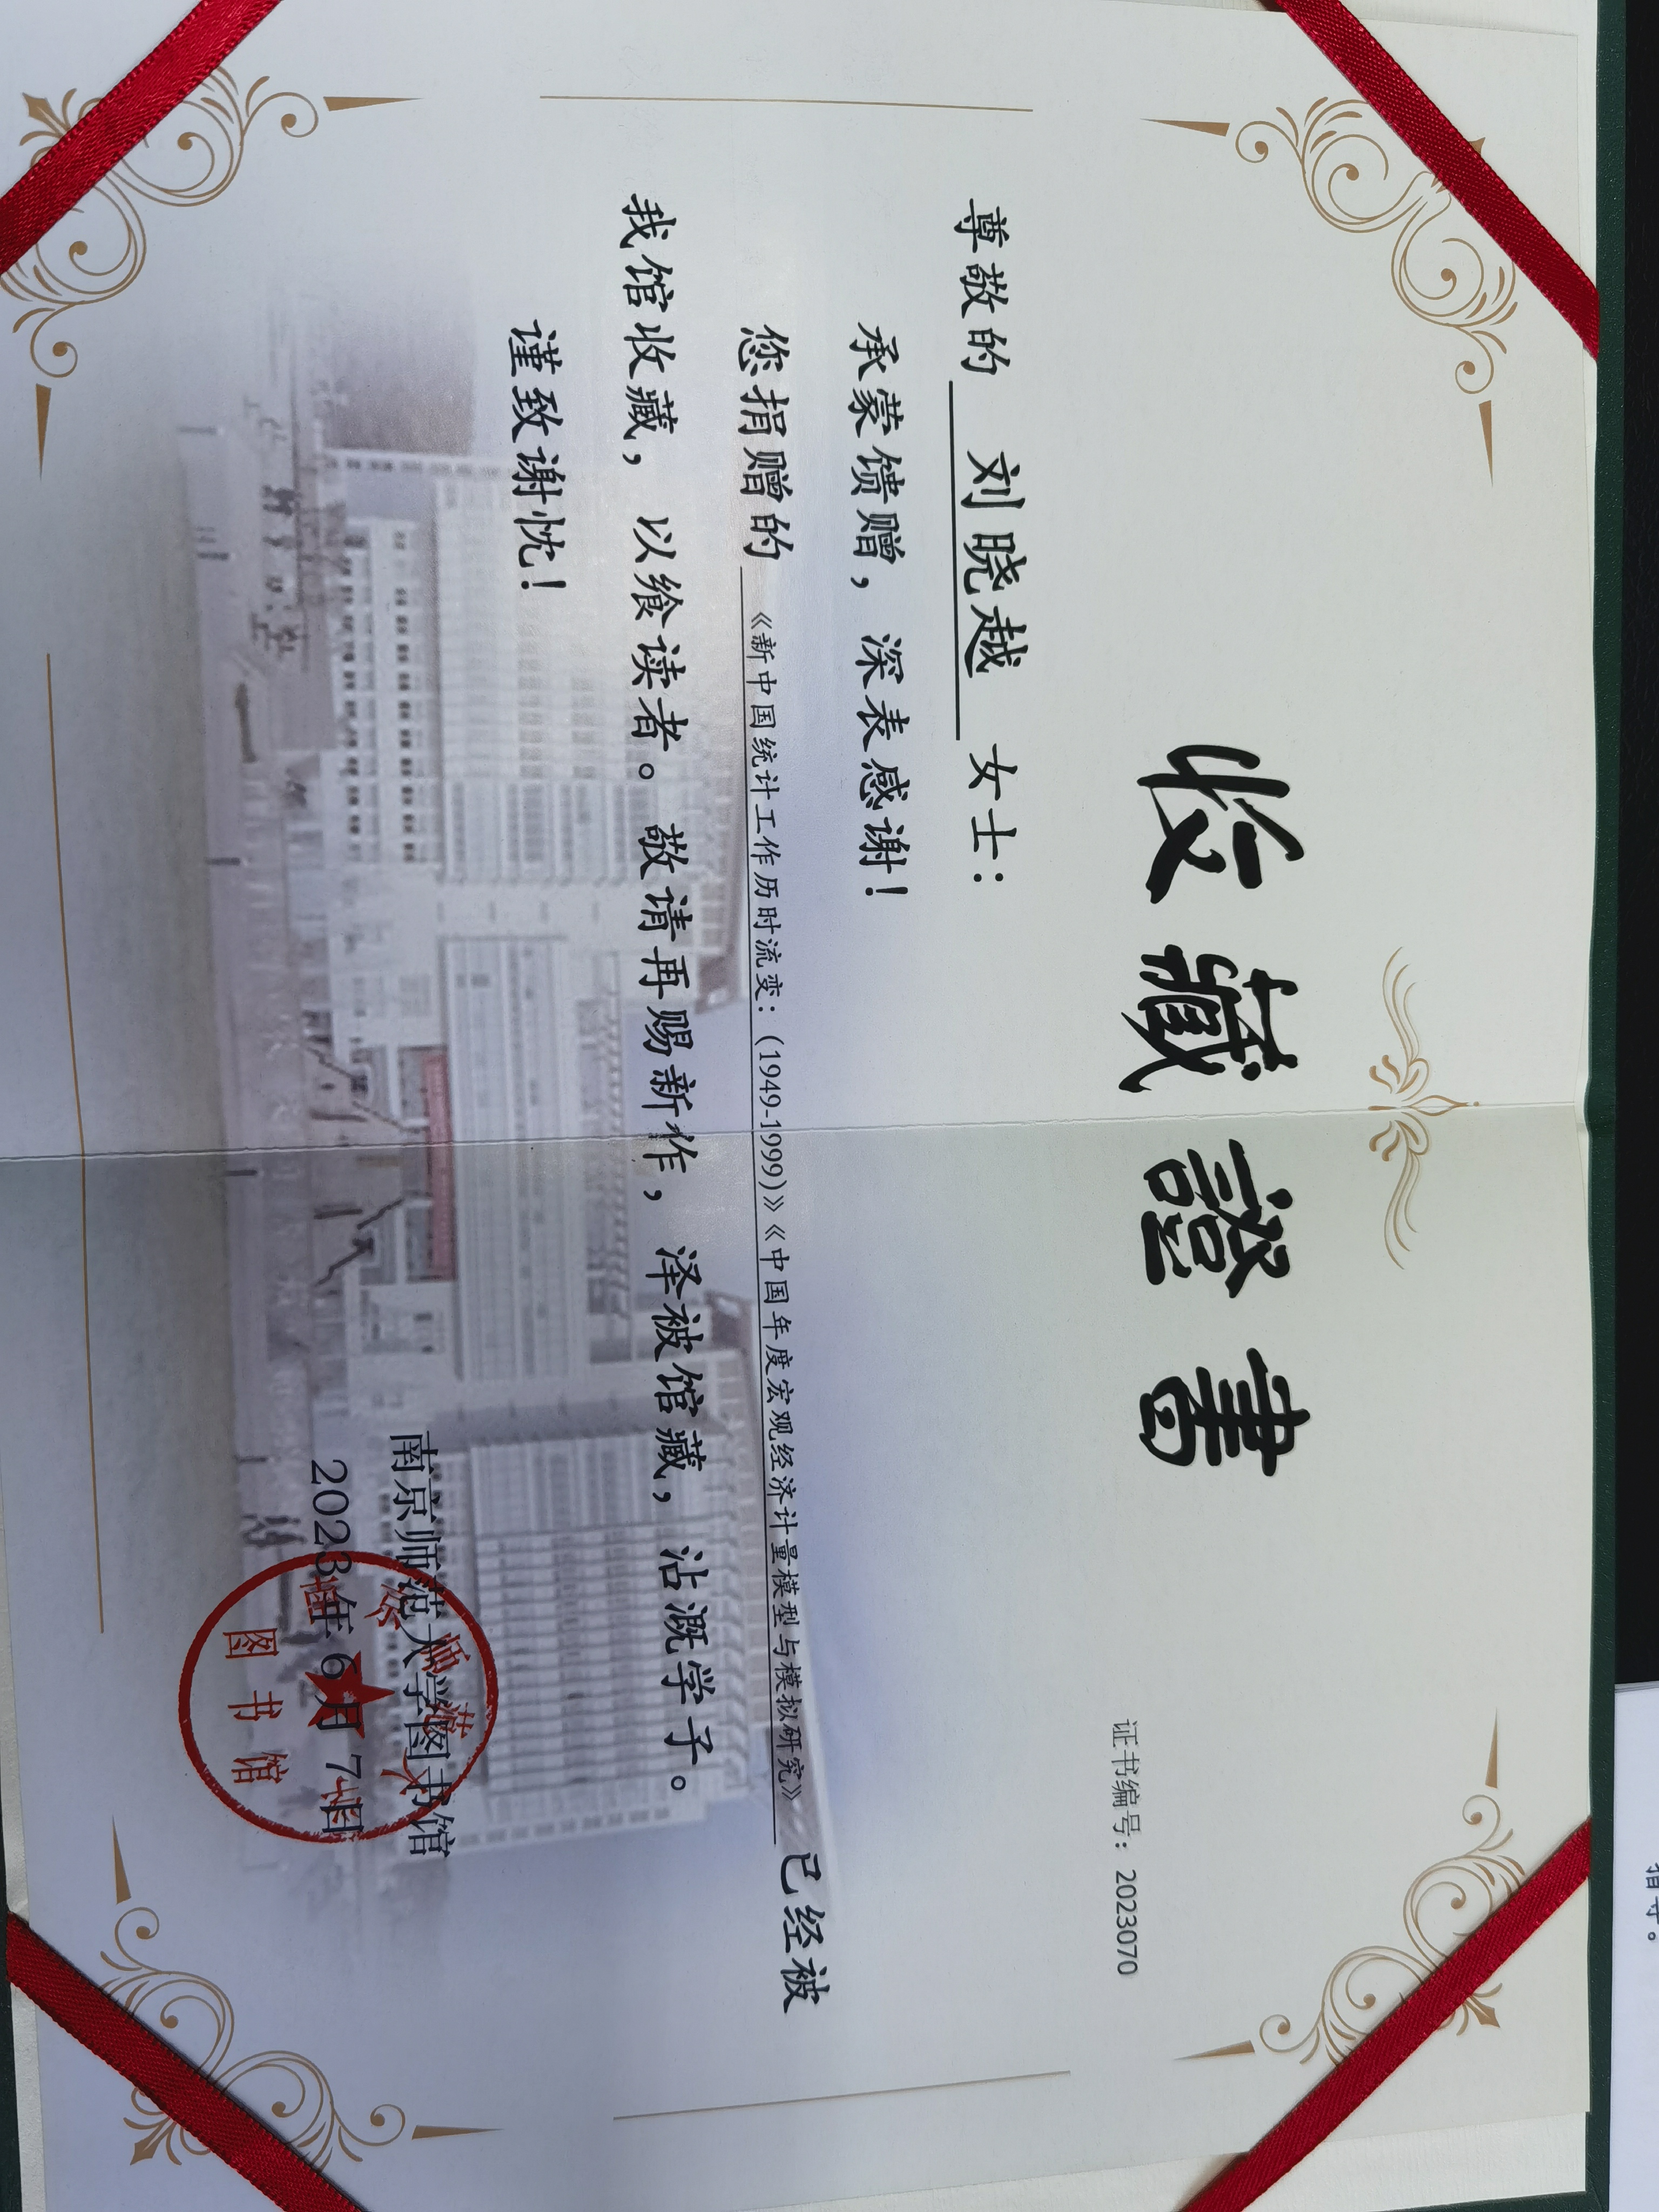 收藏證書
证书编号：2023070
尊敬的 刘晓越 女士：
承蒙馈赠，深表感谢！
您捐赠的《新中国统计工作历时流变：(1949-1999)》《中国年度宏观经济计量模型与模拟研究》已经被
我馆收藏，以飨读者。敬请再赐新作，泽被馆藏，沾溉学子。
谨致谢忱！
南京师范大学图书馆
2023年 6月 7日
图书馆
指导。